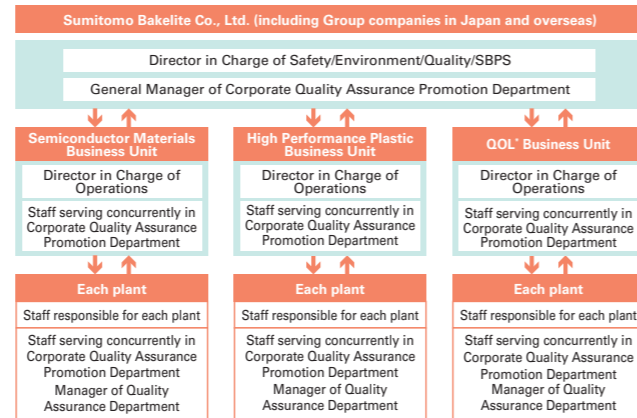 Sumitomo Bakelite Co., Ltd. (including Group companies in Japan and overseas)
Director in Charge of Safety/Environment/Quality/SBPS
General Manager of Corporate Quality Assurance Promotion Department
Semiconductor Materials
Business Unit
Director in Charge of
Operations
Staff serving concurrently in
Corporate Quality Assurance
Promotion Department
High Performance Plastic
Business Unit
Director in Charge of
Operations
Staff serving concurrently in
Corporate Quality Assurance
Promotion Department
QOL* Business Unit
Director in Charge of
Operations
Staff serving concurrently in
Corporate Quality Assurance
Promotion Department
Each plant
Staff responsible for each plant
Staff serving concurrently in
Corporate Quality Assurance
Promotion Department
Manager of Quality
Assurance Department
Each plant
Staff responsible for each plant
Staff serving concurrently in
Corporate Quality Assurance
Promotion Department
Manager of Quality
Assurance Department
Each plant
Staff responsible for each plant
Staff serving concurrently in
Corporate Quality Assurance
Promotion Department
Manager of Quality
Assurance Department